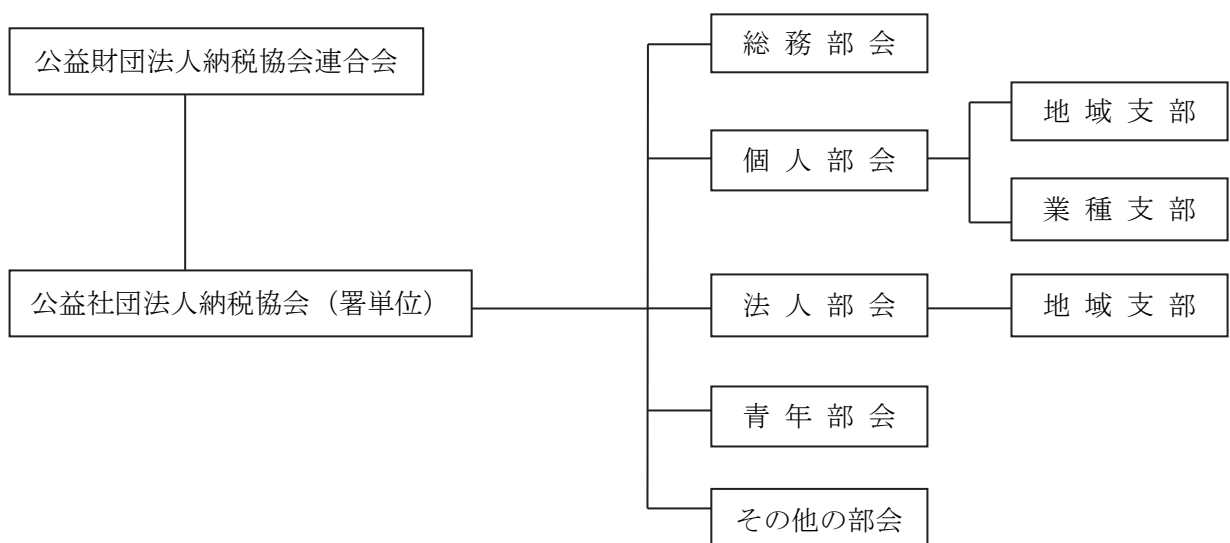 公益財団法人納税協会連合会
公益社団法人納税協会（署単位）
総務部会
個人部会
地域支部
業種支部
法人部会
地域支部
青年部会
その他の部会